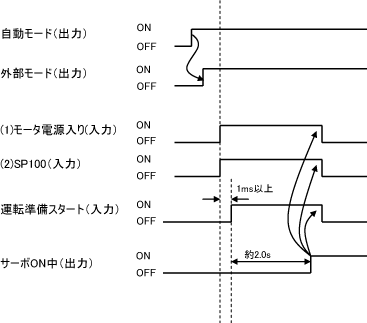 自動モード(出力)
ON
OFF
外部モード(出力)
ON
OFF
(1)モータ電源入り(入力)
ON
OFF
(2)SP100(入力)
ON
OFF
1ms以上
運転準備スタート(入力)
ON
OFF
約2.0s
サーボON中(出力)
ON
OFF